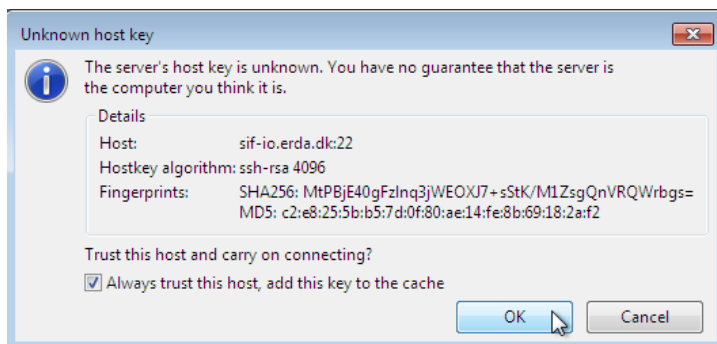 Unknown host key
The server's host key is unknown. You have no guarantee that the server is
the computer you think it is.
Details
Host: sif-io.erda.dk:22
Hostkey algorithm: ssh-rsa 4096
Fingerprints: SHA256: MtPBjE40gFzInq3jWEOXJ7+sStK/M1ZsgQnVRQWrbgs=
MD5: c2:e8:25:5b:b5:7d:0f:80:ae:14:fe:8b:69:18:2a:f2
Trust this host and carry on connecting?
Always trust this host, add this key to the cache
OK Cancel